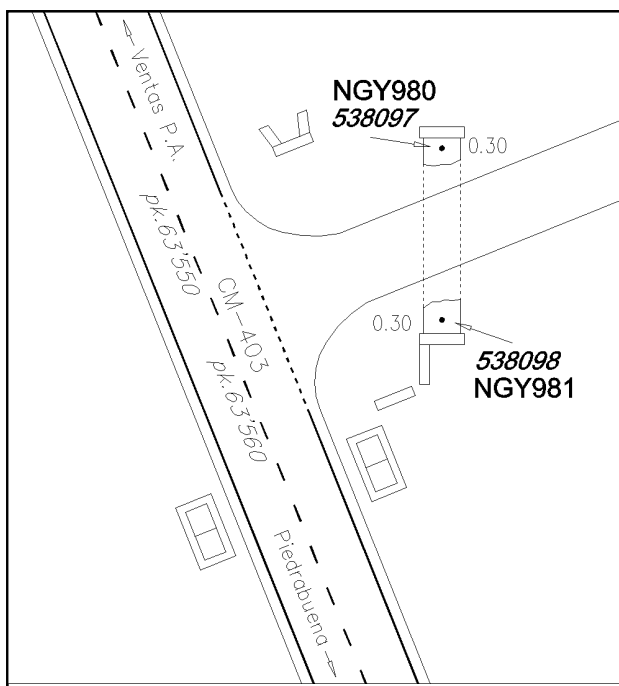 ← Ventas P.A.
NGY980
538097
0.30
pk.63'550
CM-403
0.30
pk.63'560
538098
NGY981
Piedrabuena →